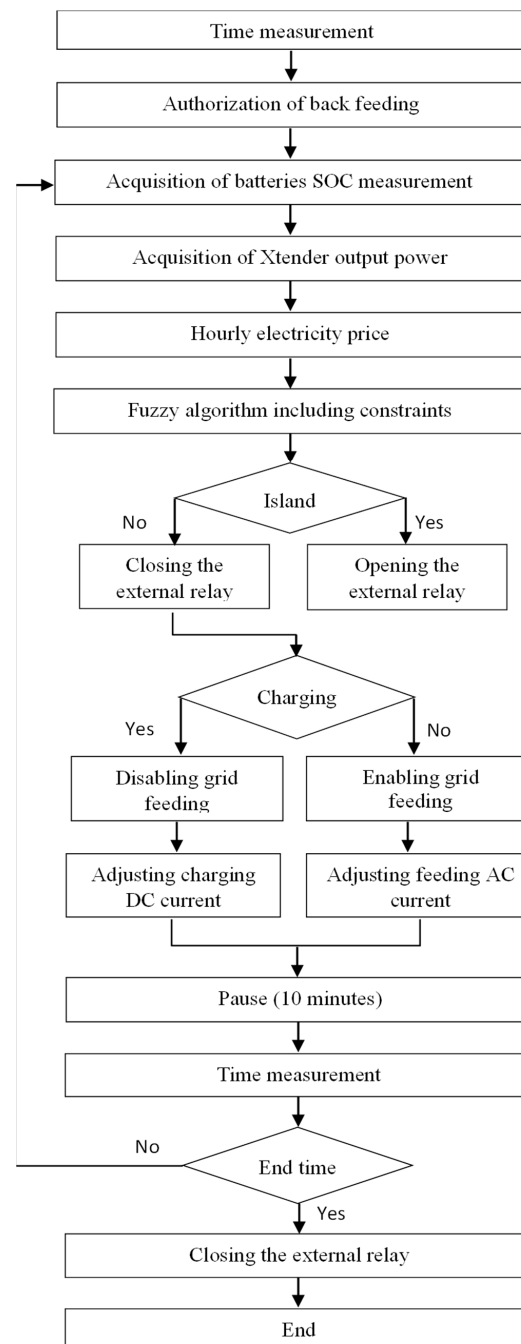 Time measurement
Authorization of back feeding
Acquisition of batteries SOC measurement
Acquisition of Xtender output power
Hourly electricity price
Fuzzy algorithm including constraints
Island
No
Yes
Closing the
external relay
Opening the
external relay
Charging
Yes
No
Disabling grid
feeding
Enabling grid
feeding
Adjusting charging
DC current
Adjusting feeding AC
current
Pause (10 minutes)
Time measurement
No
End time
Yes
Closing the external relay
End